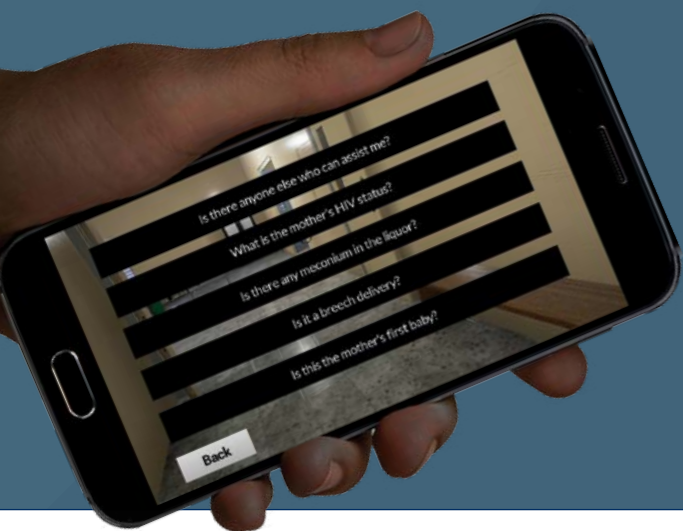 Is there anyone else who can assist me?
What is the mother's HIV status?
Is there any meconium in the liquor?
Is it a breech delivery?
Is this the mother's first baby?
Back